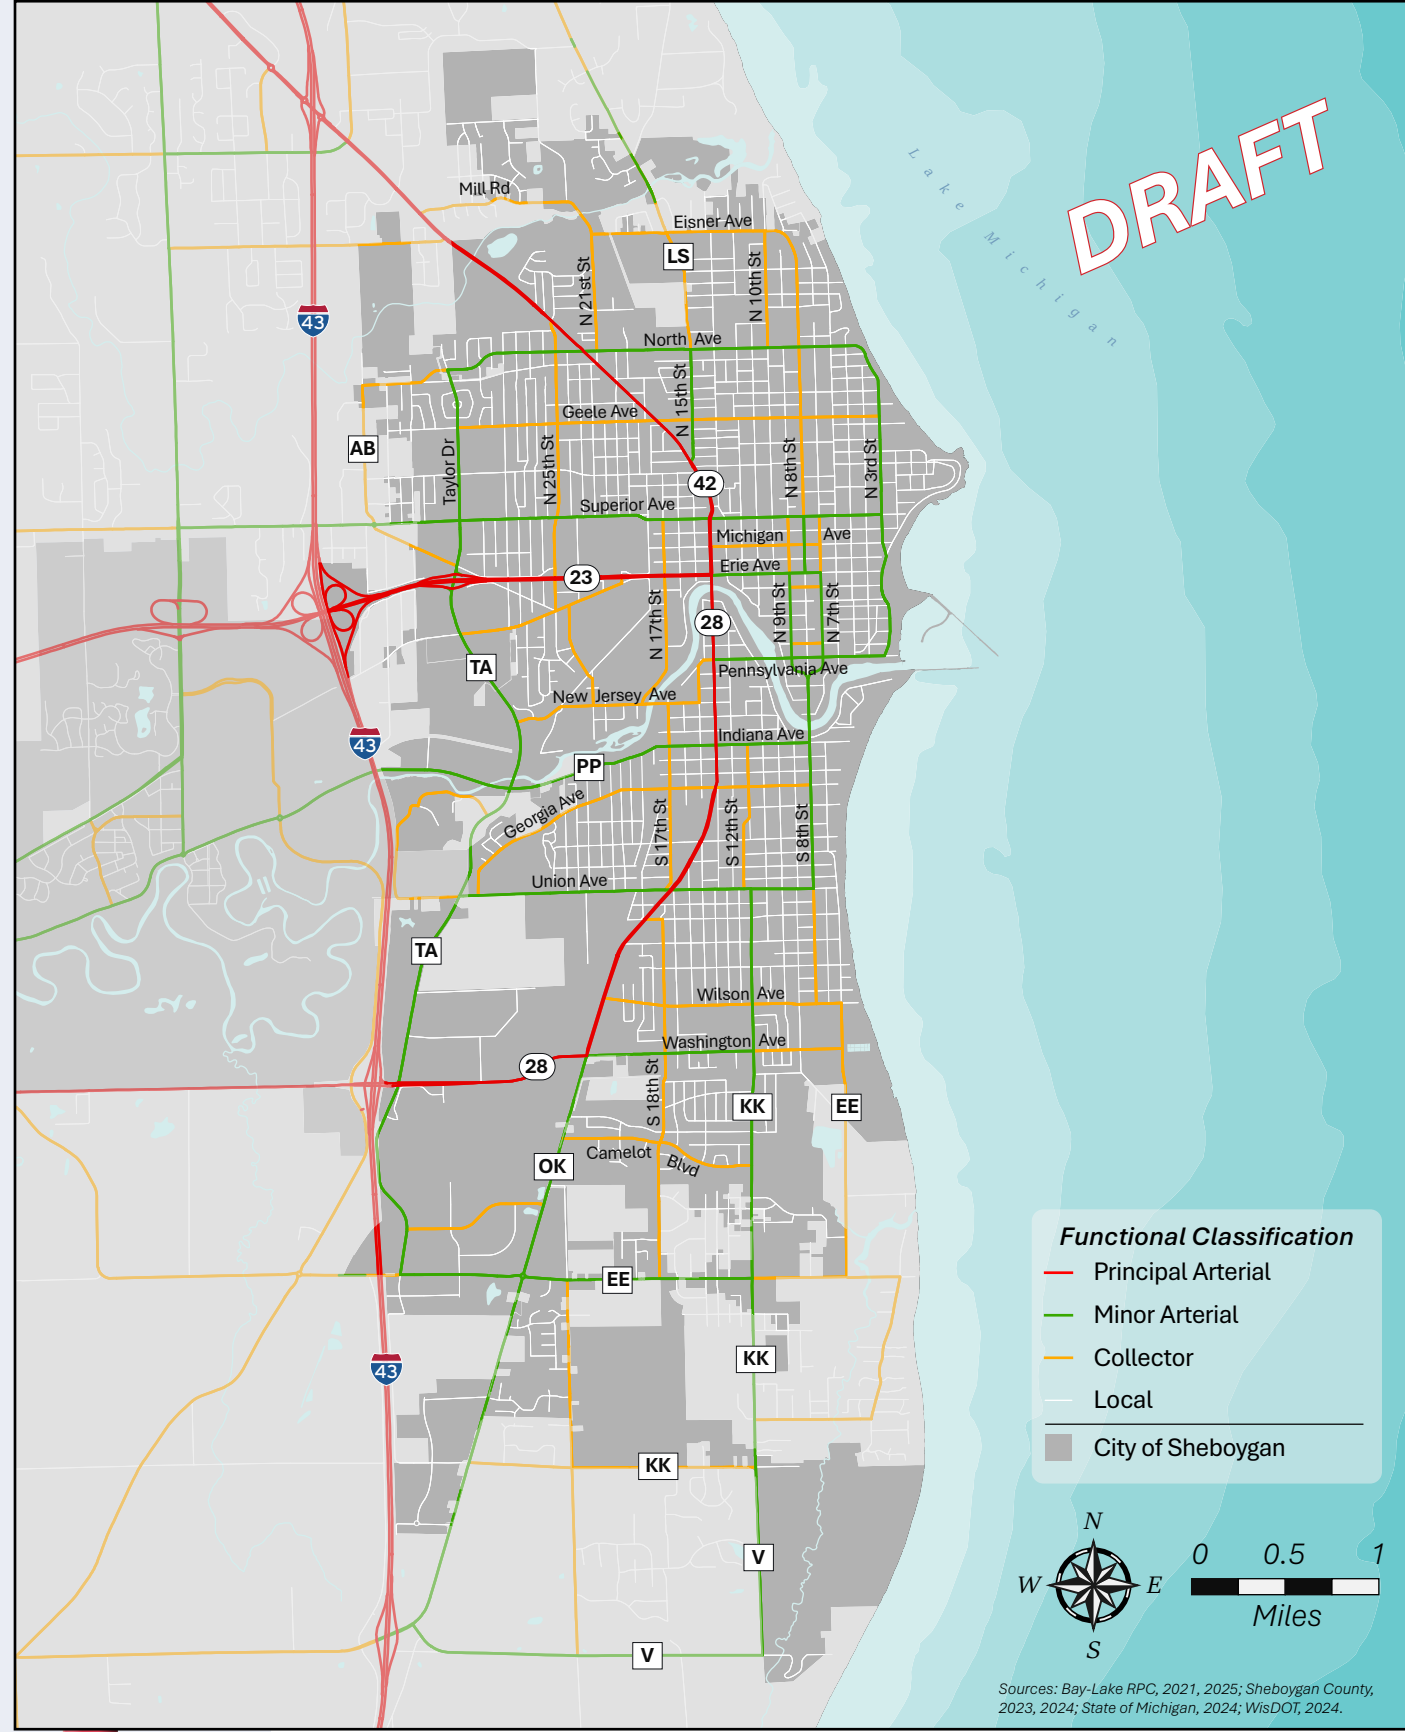 DRAFT
Lake Michigan
Mill Rd
Eisner Ave
LS
N 21st St
N 10th St
43
North Ave
N 15th St
Geele Ave
AB
Taylor Dr
N 25th St
N 8th St
N 3rd St
42
Superior Ave
Michigan Ave
Erie Ave
23
N 17th St
28
N 9th St
N 7th St
TA
Pennsylvania Ave
New Jersey Ave
43
Indiana Ave
PP
Georgia Ave
S 17th St
S 12th St
S 8th St
Union Ave
TA
Wilson Ave
Washington Ave
28
S 18th St
KK
EE
Camelot Blvd
OK
EE
KK
43
KK
V
V
Functional Classification
Principal Arterial
Minor Arterial
Collector
Local
City of Sheboygan
N
W E
S
0 0.5 1
Miles
Sources: Bay-Lake RPC, 2021, 2025; Sheboygan County,
2023, 2024; State of Michigan, 2024; WisDOT, 2024.